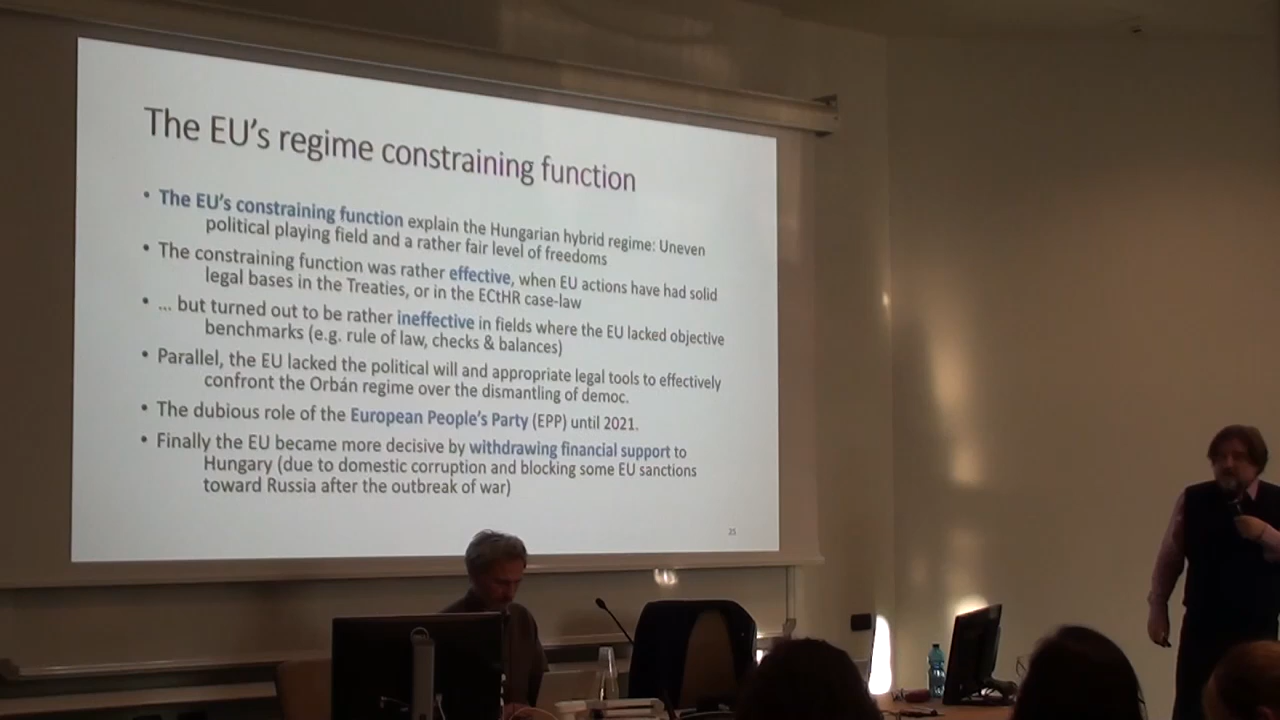 The EU's regime constraining function
• The EU's constraining function explain the Hungarian hybrid regime: Uneven
political playing field and a rather fair level of freedoms
• The constraining function was rather effective, when EU actions have had solid
legal bases in the Treaties, or in the ECtHR case-law
• ... but turned out to be rather ineffective in fields where the EU lacked objective
benchmarks (e.g. rule of law, checks & balances)
• Parallel, the EU lacked the political will and appropriate legal tools to effectively
confront the Orbán regime over the dismantling of democ.
• The dubious role of the European People's Party (EPP) until 2021.
• Finally the EU became more decisive by withdrawing financial support to
Hungary (due to domestic corruption and blocking some EU sanctions
toward Russia after the outbreak of war)
25